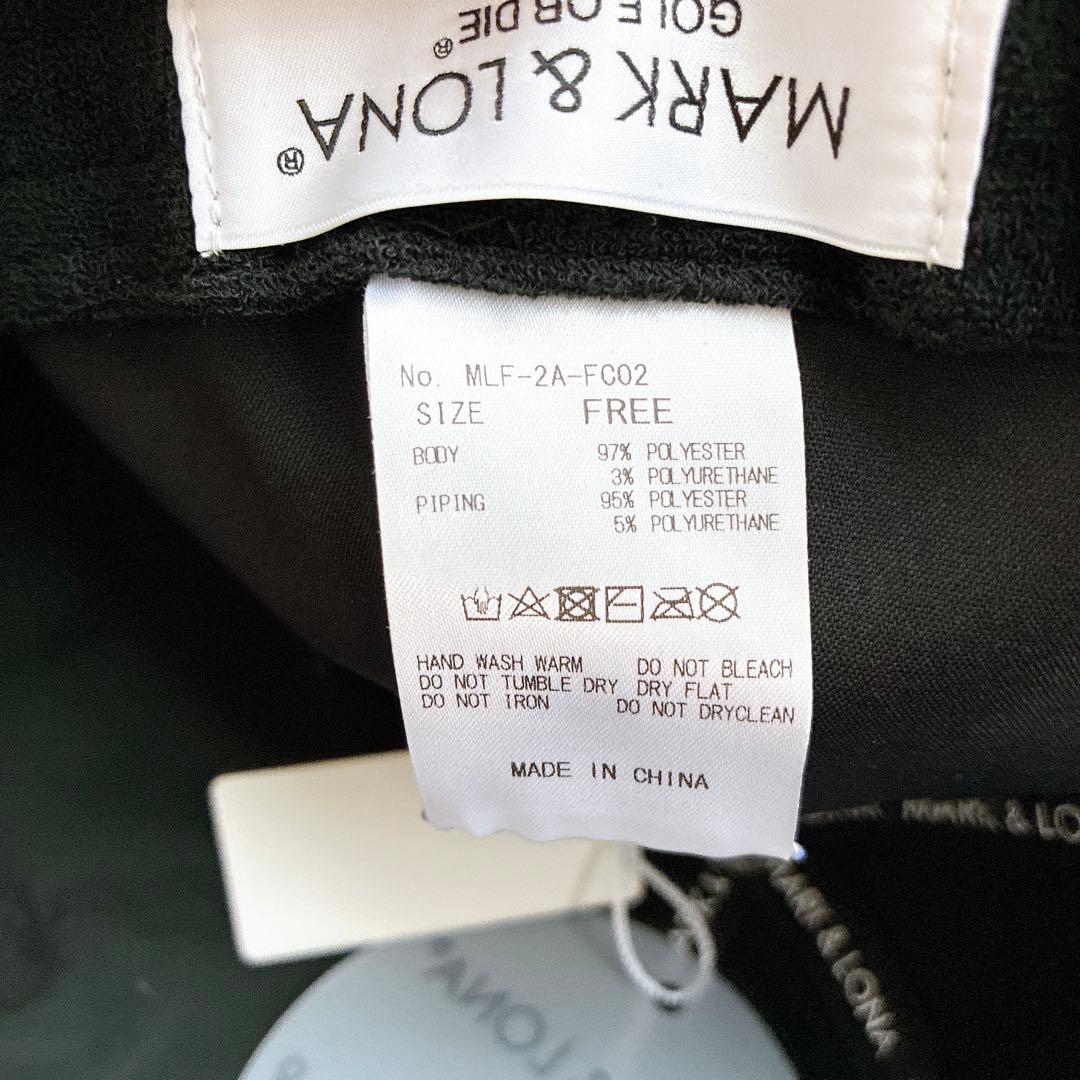 GOLF OR DIE®
MARK & LONA®
No. MLF-2A-FC02
SIZE FREE
BODY 97% POLYESTER
3% POLYURETHANE
PIPING 95% POLYESTER
5% POLYURETHANE
HAND WASH WARM DO NOT BLEACH
DO NOT TUMBLE DRY DRY FLAT
DO NOT IRON DO NOT DRYCLEAN
MADE IN CHINA
MARK & LO
MARK & LONA
& LONA®